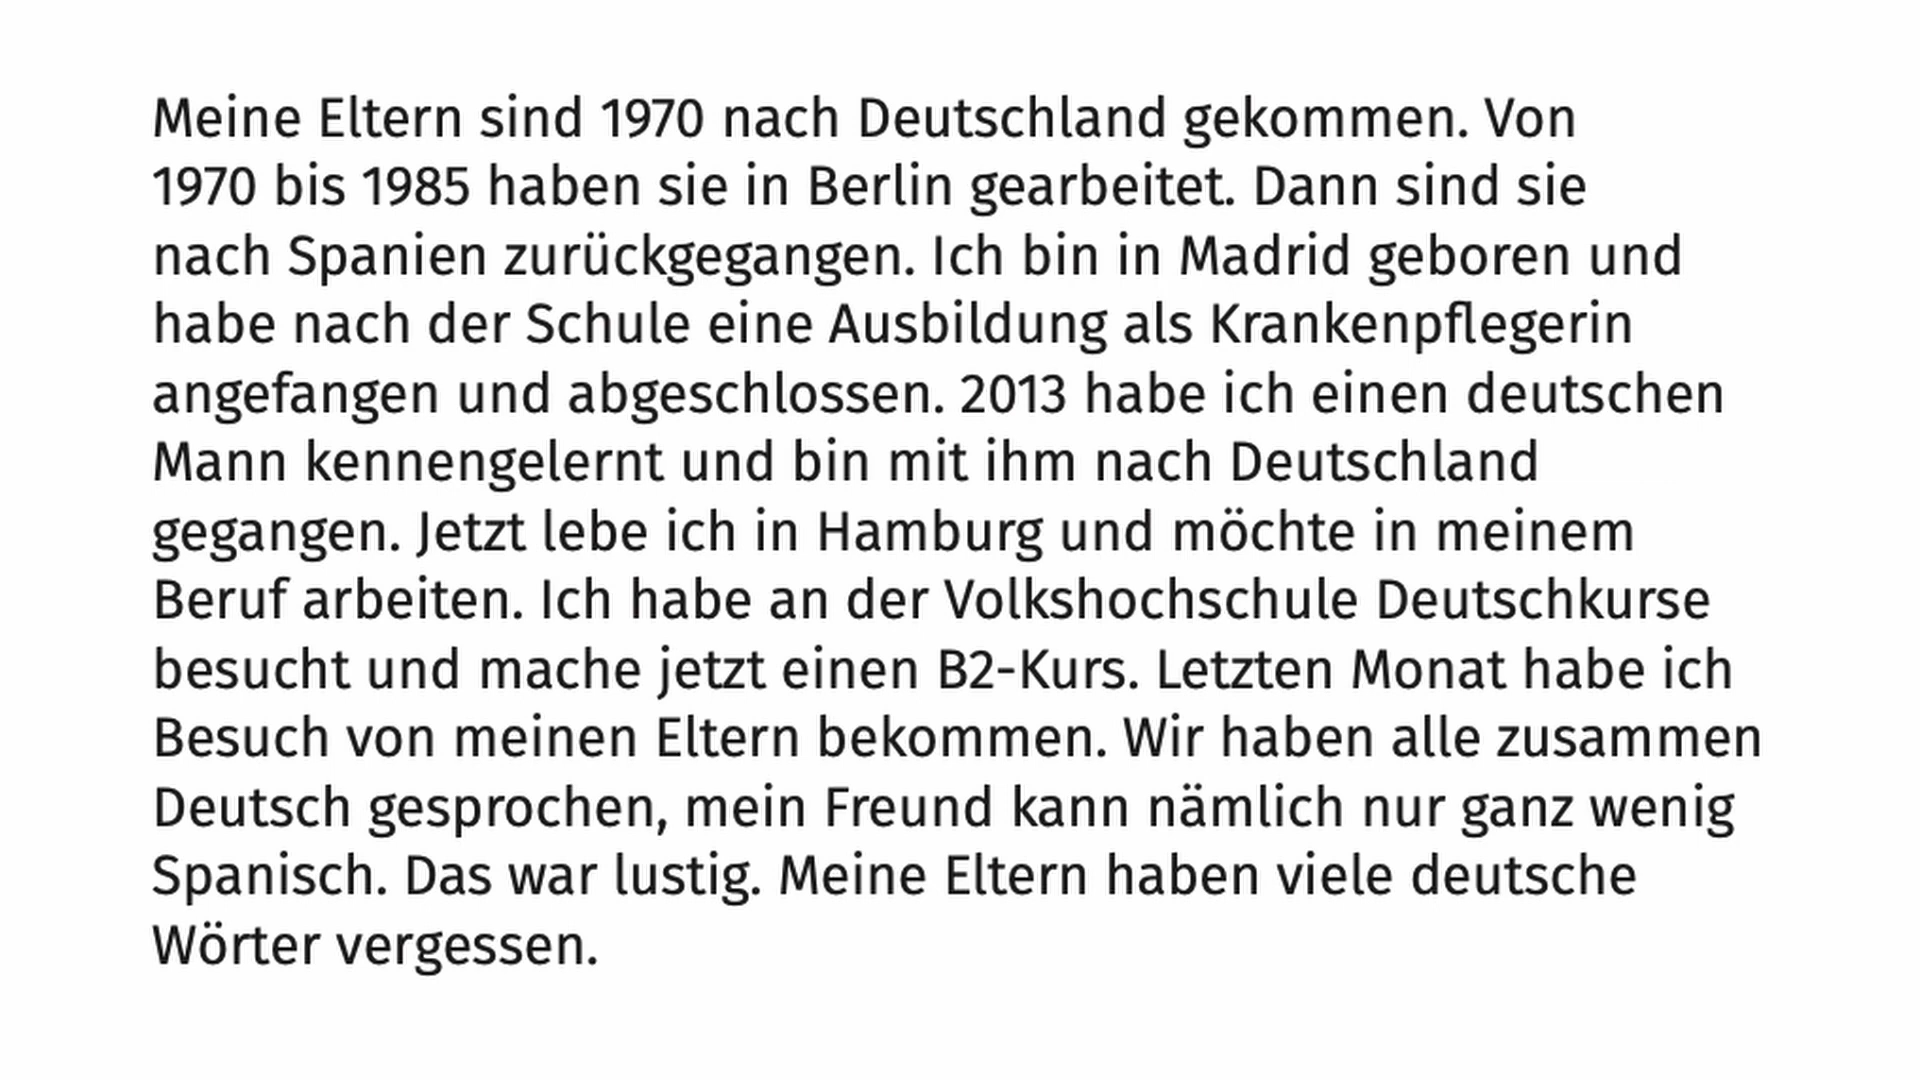 Meine Eltern sind 1970 nach Deutschland gekommen. Von
1970 bis 1985 haben sie in Berlin gearbeitet. Dann sind sie
nach Spanien zurückgegangen. Ich bin in Madrid geboren und
habe nach der Schule eine Ausbildung als Krankenpflegerin
angefangen und abgeschlossen. 2013 habe ich einen deutschen
Mann kennengelernt und bin mit ihm nach Deutschland
gegangen. Jetzt lebe ich in Hamburg und möchte in meinem
Beruf arbeiten. Ich habe an der Volkshochschule Deutschkurse
besucht und mache jetzt einen B2-Kurs. Letzten Monat habe ich
Besuch von meinen Eltern bekommen. Wir haben alle zusammen
Deutsch gesprochen, mein Freund kann nämlich nur ganz wenig
Spanisch. Das war lustig. Meine Eltern haben viele deutsche
Wörter vergessen.